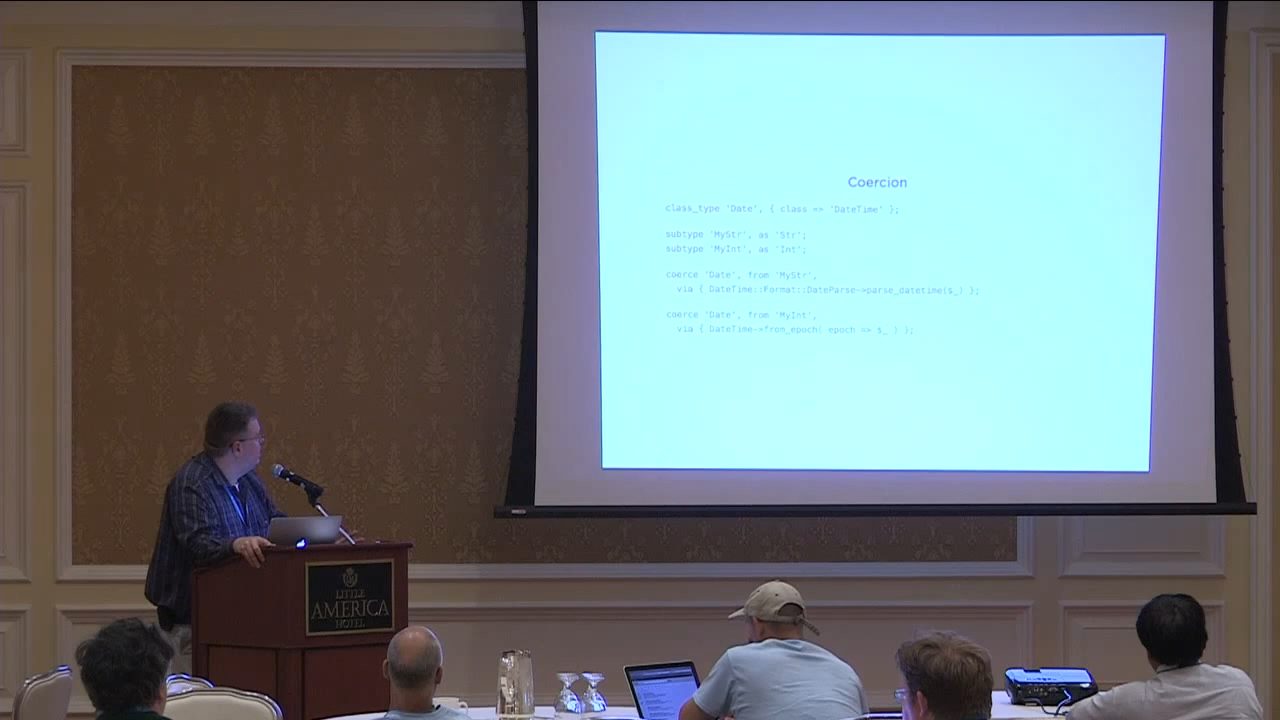 Coercion
class_type 'Date', { class => 'DateTime' };
subtype 'MyStr', as 'Str';
subtype 'MyInt', as 'Int';
coerce 'Date', from 'MyStr',
via { DateTime::Format::DateParse->parse_datetime($_) };
coerce 'Date', from 'MyInt',
via { DateTime->from_epoch( epoch => $_ ) };
LITTLE
AMERICA
HOTEL